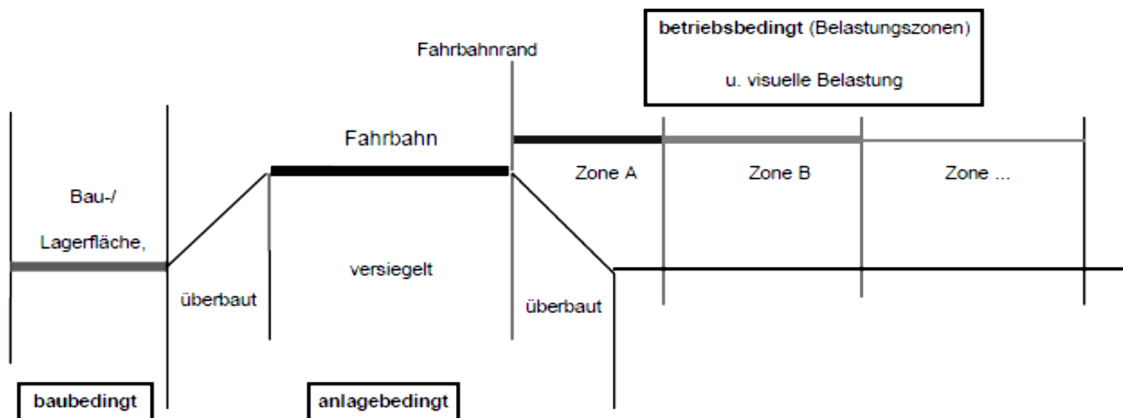 betriebsbedingt (Belastungszonen)
u. visuelle Belastung
Fahrbahnrand
Fahrbahn
Zone A
Zone B
Zone ...
Bau-/
Lagerfläche,
versiegelt
überbaut
überbaut
baubedingt
anlagebedingt